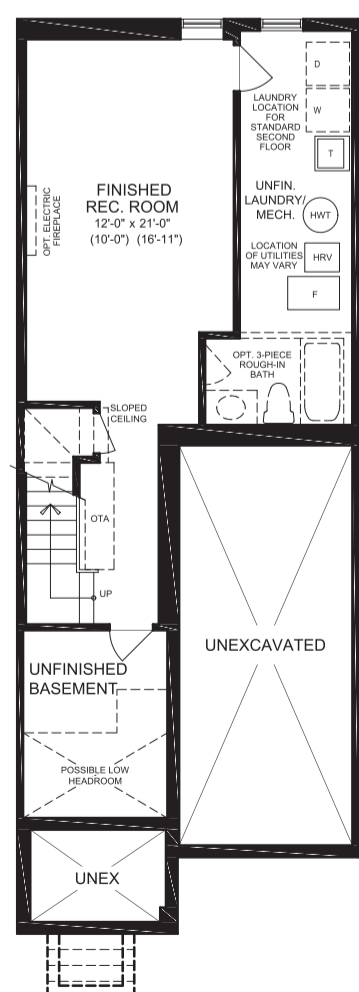 D
W
LAUNDRY
LOCATION
FOR
STANDARD
SECOND
FLOOR
T
FINISHED
REC. ROOM
12'-0" x 21'-0"
(10'-0") (16'-11")
OPT. ELECTRIC
FIREPLACE
UNFIN.
LAUNDRY/
MECH.
HWT
LOCATION
OF UTILITIES
MAY VARY
HRV
F
OPT. 3-PIECE
ROUGH-IN
BATH
SLOPED
CEILING
OTA
UP
UNEXCAVATED
UNFINISHED
BASEMENT
POSSIBLE LOW
HEADROOM
UNEX